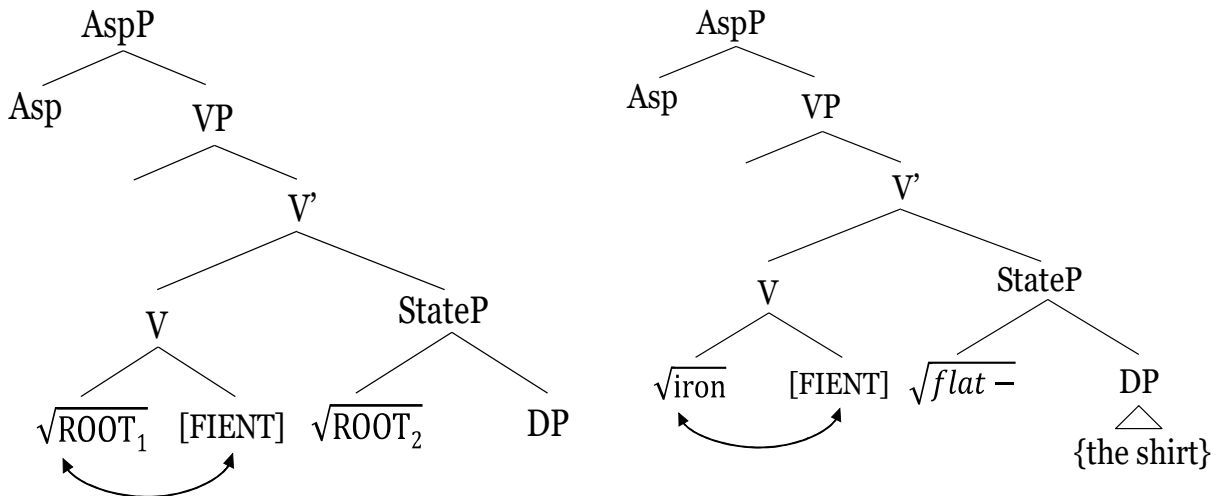 AspP
Asp VP
V’
V StateP
√ROOT₁ [FIENT] √ROOT₂ DP
AspP
Asp VP
V’
V StateP
√iron [FIENT] √flat − DP
{the shirt}